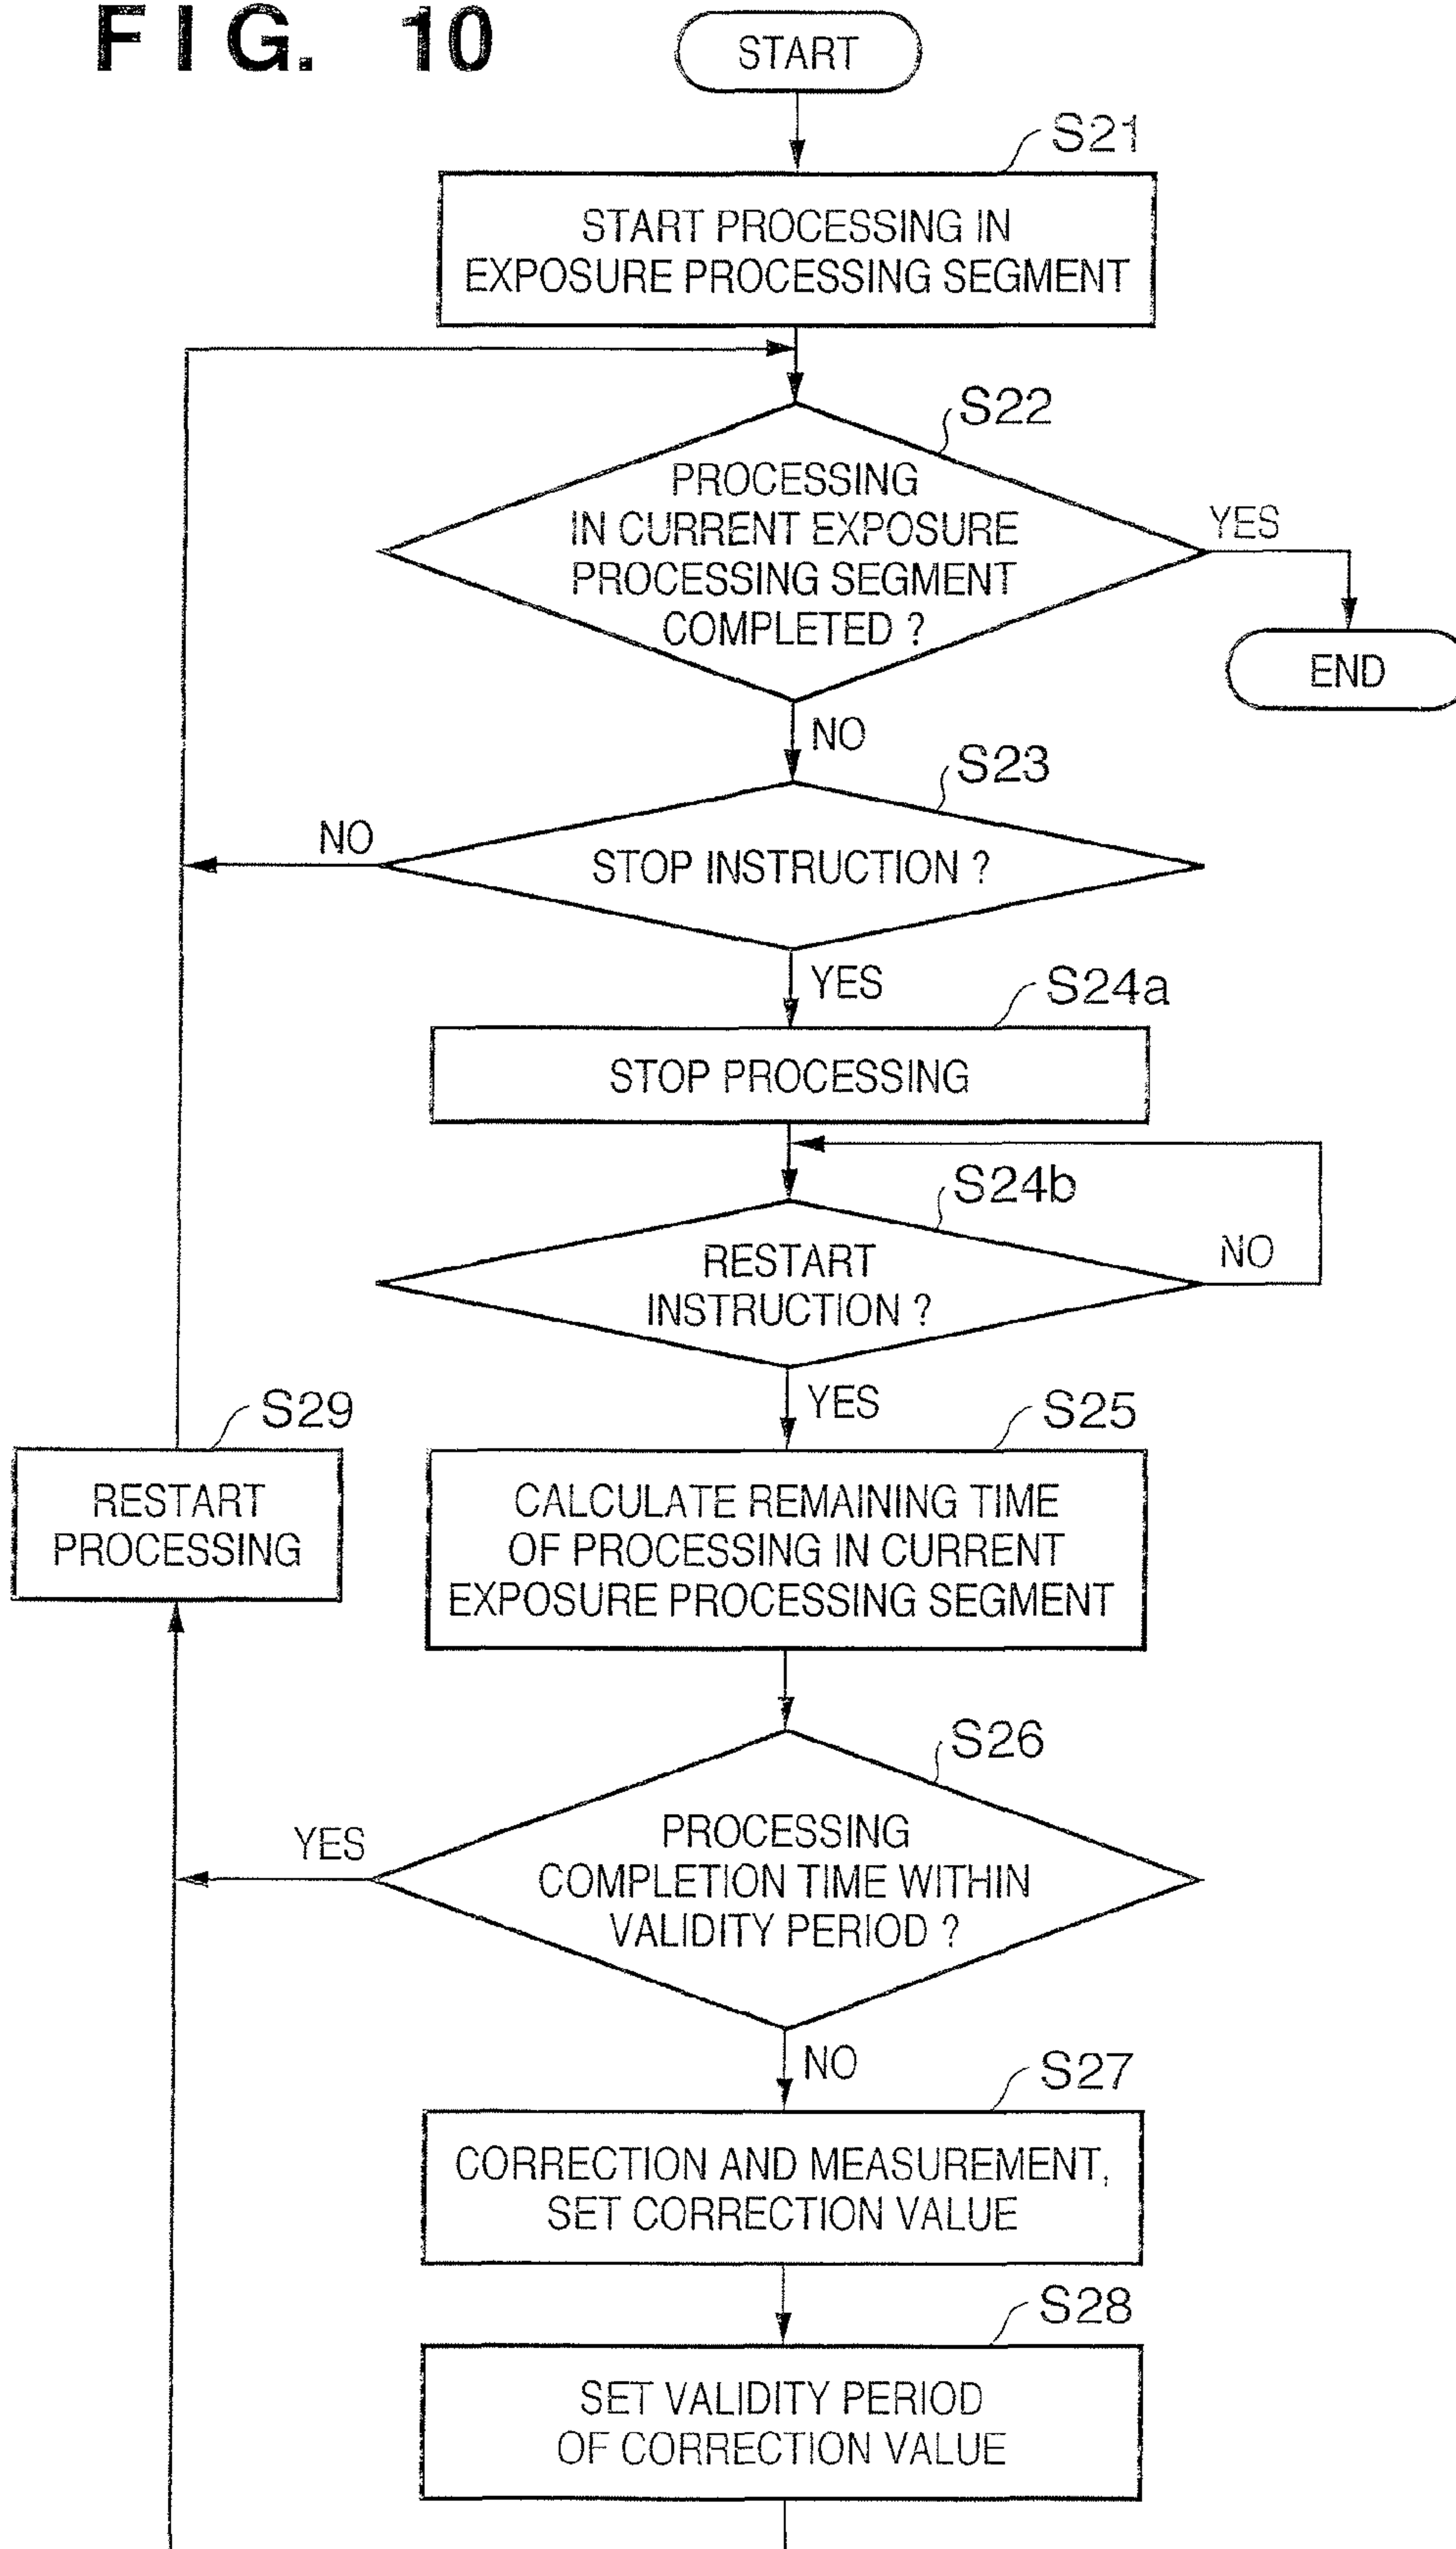 FIG. 10
START
S21
START PROCESSING IN
EXPOSURE PROCESSING SEGMENT
S22
PROCESSING
IN CURRENT EXPOSURE
PROCESSING SEGMENT
COMPLETED ?
YES
END
NO
S23
STOP INSTRUCTION ?
NO
YES
S24a
STOP PROCESSING
S24b
RESTART
INSTRUCTION ?
NO
YES
S29
RESTART
PROCESSING
S25
CALCULATE REMAINING TIME
OF PROCESSING IN CURRENT
EXPOSURE PROCESSING SEGMENT
S26
PROCESSING
COMPLETION TIME WITHIN
VALIDITY PERIOD ?
YES
NO
S27
CORRECTION AND MEASUREMENT,
SET CORRECTION VALUE
S28
SET VALIDITY PERIOD
OF CORRECTION VALUE